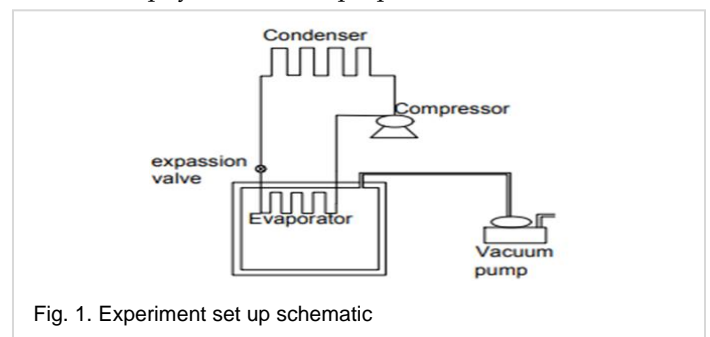 Condenser
Compressor
expassion
valve
Evaporator
Vacuum
pump
Fig. 1. Experiment set up schematic